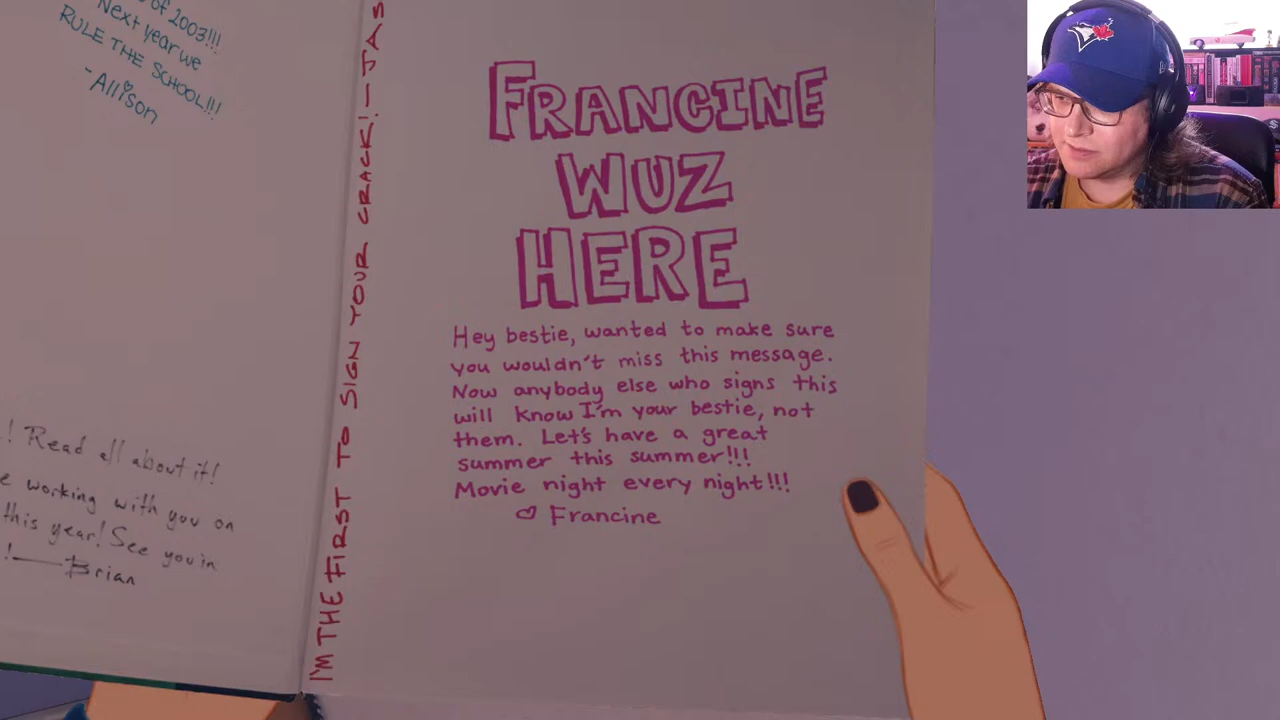 of 2003!!!
Next year we
RULE THE SCHOOL!!!
-Allison
! Read all about it!
working with you on
this year! See you in
!—Brian
I'M THE FIRST TO SIGN YOUR CRACK! - JAS
FRANCINE
WUZ
HERE
Hey bestie, wanted to make sure
you wouldn't miss this message.
Now anybody else who signs this
will know I'm your bestie, not
them. Let's have a great
summer this summer!!!
Movie night every night!!!
♡ Francine